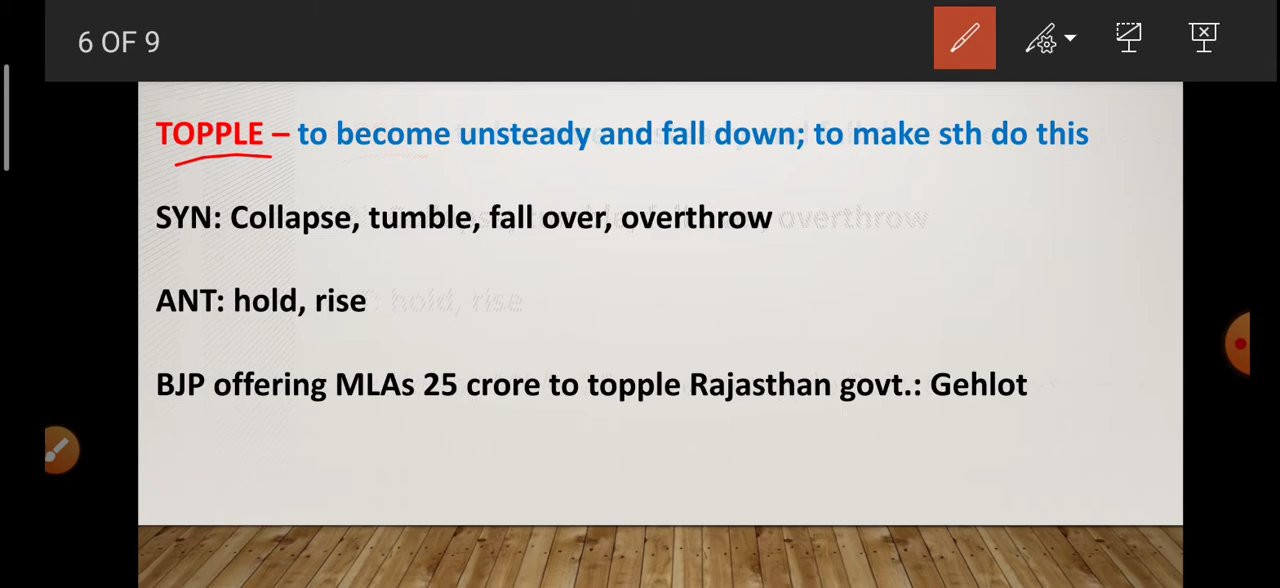 6 OF 9
TOPPLE – to become unsteady and fall down; to make sth do this
SYN: Collapse, tumble, fall over, overthrow
ANT: hold, rise
BJP offering MLAs 25 crore to topple Rajasthan govt.: Gehlot